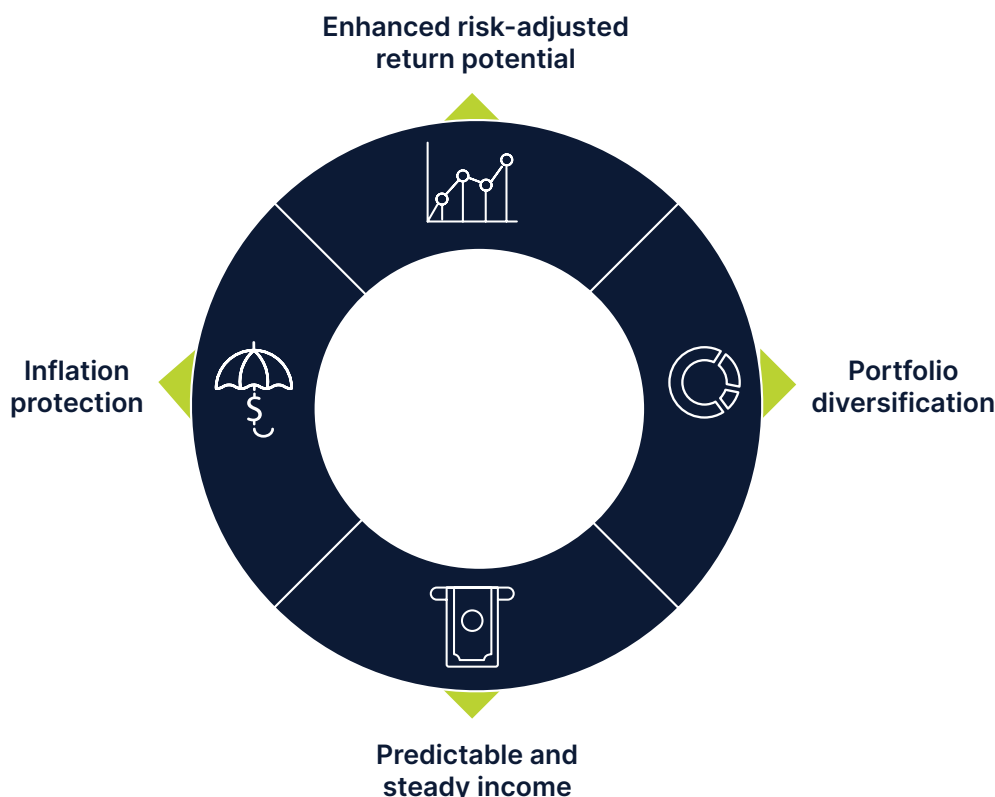 Enhanced risk-adjusted
return potential
Inflation
protection
$
Portfolio
diversification
Predictable and
steady income